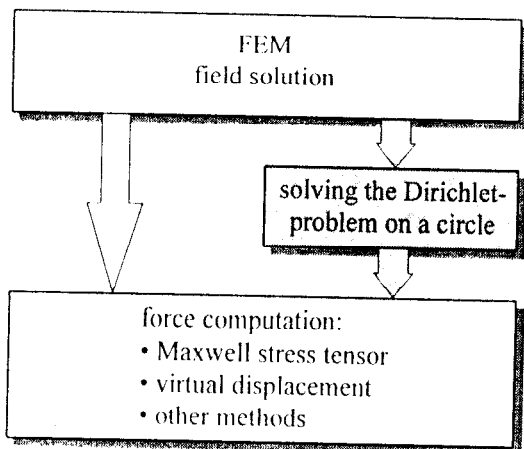 FEM
field solution
solving the Dirichlet-
problem on a circle
force computation:
• Maxwell stress tensor
• virtual displacement
• other methods